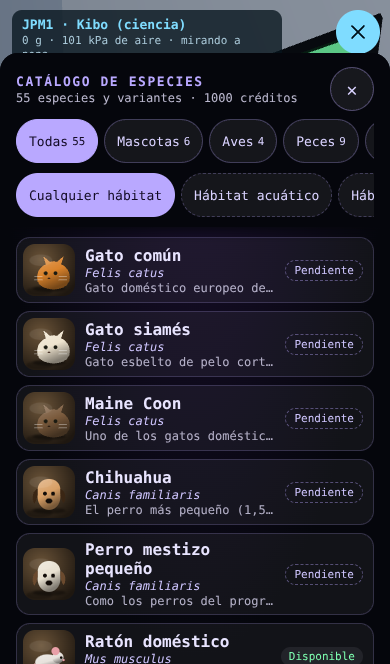 JPM1 · Kibo (ciencia)
0 g · 101 kPa de aire · mirando a
CATÁLOGO DE ESPECIES
55 especies y variantes · 1000 créditos
×
Todas 55
Mascotas 6
Aves 4
Peces 9
Cualquier hábitat
Hábitat acuático
Háb
Gato común
Felis catus
Gato doméstico europeo de…
Pendiente
Gato siamés
Felis catus
Gato esbelto de pelo cort…
Pendiente
Maine Coon
Felis catus
Uno de los gatos doméstic…
Pendiente
Chihuahua
Canis familiaris
El perro más pequeño (1,5…
Pendiente
Perro mestizo
pequeño
Canis familiaris
Como los perros del progr…
Pendiente
Ratón doméstico
Mus musculus
Disponible